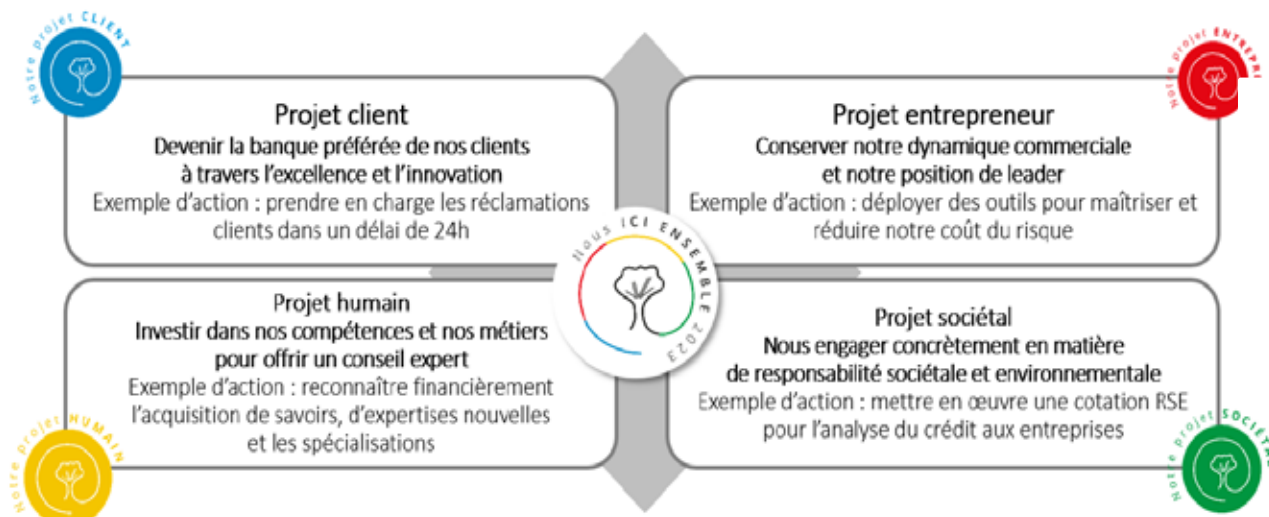 Notre projet CLIENT
Projet client
Devenir la banque préférée de nos clients
à travers l'excellence et l'innovation
Exemple d'action : prendre en charge les réclamations
clients dans un délai de 24h
Notre projet ENTREPRI
Projet entrepreneur
Conserver notre dynamique commerciale
et notre position de leader
Exemple d'action : déployer des outils pour maîtriser et
réduire notre coût du risque
Nous ICI ENSEMBLE 2023
Projet humain
Investir dans nos compétences et nos métiers
pour offrir un conseil expert
Exemple d'action : reconnaître financièrement
l'acquisition de savoirs, d'expertises nouvelles
et les spécialisations
Notre projet HUMAIN
Projet sociétal
Nous engager concrètement en matière
de responsabilité sociétale et environnementale
Exemple d'action : mettre en œuvre une cotation RSE
pour l'analyse du crédit aux entreprises
Notre projet SOCIÉTAL